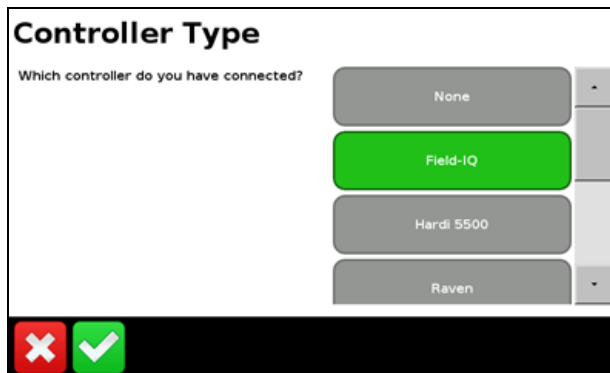 Controller Type
Which controller do you have connected?
None
Field-IQ
Hardi 5500
Raven